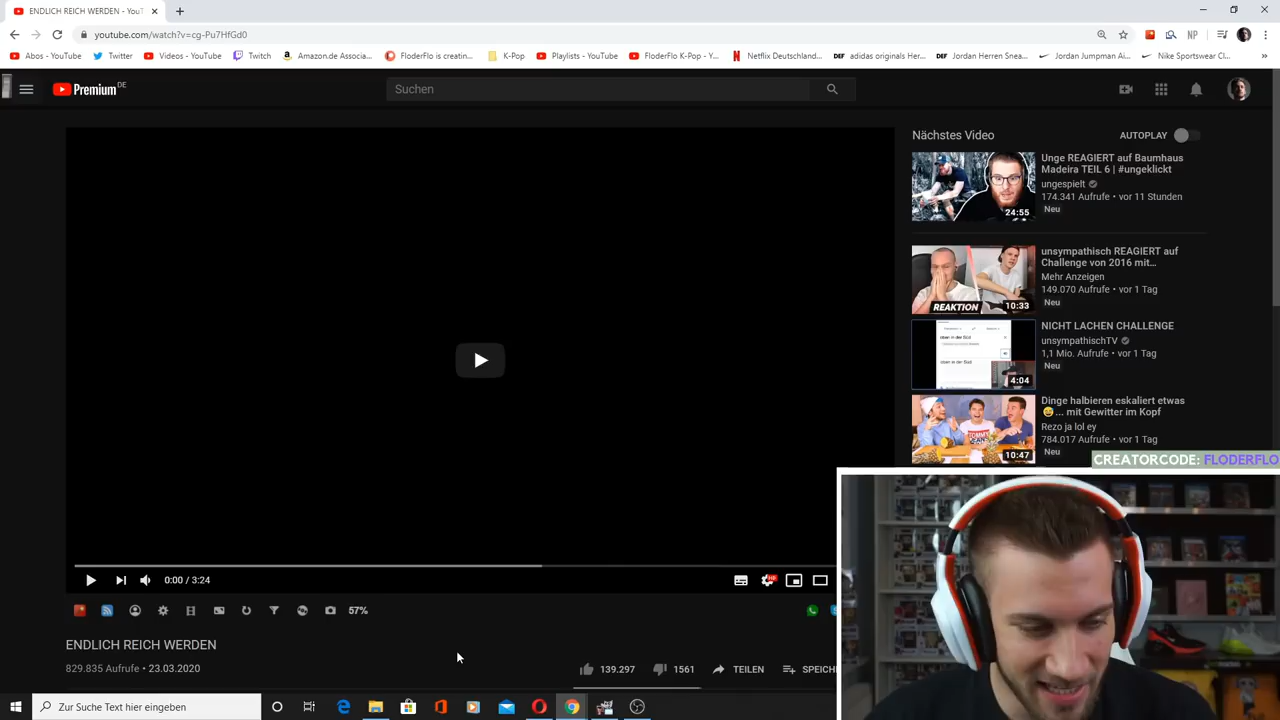 ENDLICH REICH WERDEN - YouT
youtube.com/watch?v=cg-Pu7HfGd0
Abos - YouTube
Twitter
Videos - YouTube
Twitch
Amazon.de Associa...
FloderFlo is creatin...
K-Pop
Playlists - YouTube
FloderFlo K-Pop - Y...
Netflix Deutschland...
adidas originals Her...
Jordan Herren Snea...
Jordan Jumpman Ai...
Nike Sportswear Cl...
Premium DE
Suchen
Nächstes Video
AUTOPLAY
Unge REAGIERT auf Baumhaus
Madeira TEIL 6 | #ungeklickt
ungespielt
174.341 Aufrufe • vor 11 Stunden
Neu
24:55
unsympathisch REAGIERT auf
Challenge von 2016 mit...
Mehr Anzeigen
149.070 Aufrufe • vor 1 Tag
Neu
REAKTION
10:33
NICHT LACHEN CHALLENGE
unsympathischTV
1,1 Mio. Aufrufe • vor 1 Tag
Neu
4:04
Dinge halbieren eskaliert etwas
😅... mit Gewitter im Kopf
Rezo ja lol ey
784.017 Aufrufe • vor 1 Tag
Neu
TOMMY
10:47
CREATORCODE: FLODERFLO
0:00 / 3:24
HD
57%
ENDLICH REICH WERDEN
829.835 Aufrufe • 23.03.2020
139.297
1561
TEILEN
SPEICHE
Zur Suche Text hier eingeben